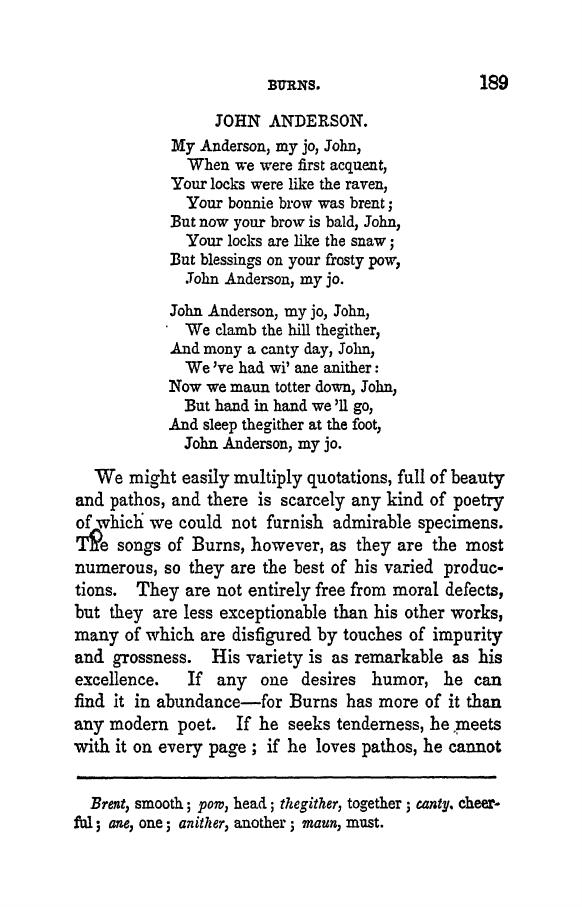 BURNS. 189
JOHN ANDERSON.
My Anderson, my jo, John,
When we were first acquent,
Your locks were like the raven,
Your bonnie brow was brent;
But now your brow is bald, John,
Your locks are like the snaw;
But blessings on your frosty pow,
John Anderson, my jo.
John Anderson, my jo, John,
We clamb the hill thegither,
And mony a canty day, John,
We 've had wi' ane anither:
Now we maun totter down, John,
But hand in hand we 'll go,
And sleep thegither at the foot,
John Anderson, my jo.
We might easily multiply quotations, full of beauty
and pathos, and there is scarcely any kind of poetry
of which we could not furnish admirable specimens.
The songs of Burns, however, as they are the most
numerous, so they are the best of his varied produc-
tions. They are not entirely free from moral defects,
but they are less exceptionable than his other works,
many of which are disfigured by touches of impurity
and grossness. His variety is as remarkable as his
excellence. If any one desires humor, he can
find it in abundance—for Burns has more of it than
any modern poet. If he seeks tenderness, he meets
with it on every page; if he loves pathos, he cannot
Brent, smooth; pow, head; thegither, together; canty. cheer-
ful; ane, one; anither, another; maun, must.